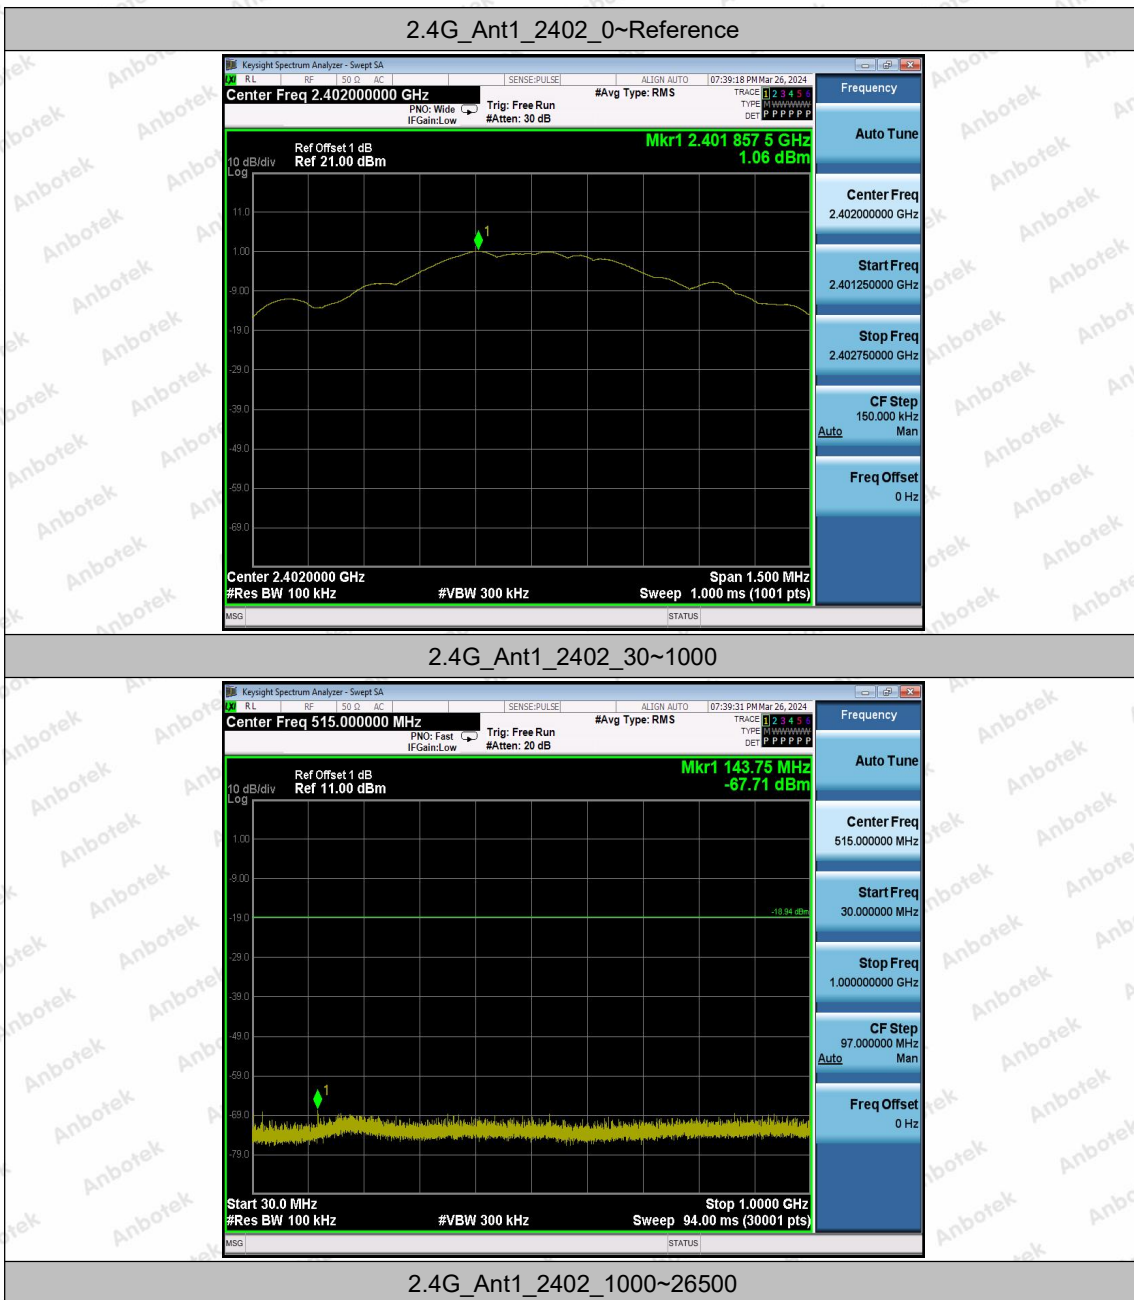 2.4G_Ant1_2402_0~Reference
Keysight Spectrum Analyzer - Swept SA
LXI RL RF 50 Ω AC SENSE:PULSE ALIGN AUTO 07:39:18 PM Mar 26, 2024
Center Freq 2.402000000 GHz #Avg Type: RMS TRACE 1 2 3 4 5 6
PNO: Wide Trig: Free Run TYPE M WWWWW
IFGain:Low #Atten: 30 dB DET P P P P P P
Ref Offset 1 dB Mkr1 2.401 857 5 GHz
10 dB/div Ref 21.00 dBm 1.06 dBm
Log
11.0
1
1.00
-9.00
-19.0
-29.0
-39.0
-49.0
-59.0
-69.0
Center 2.4020000 GHz Span 1.500 MHz
#Res BW 100 kHz #VBW 300 kHz Sweep 1.000 ms (1001 pts)
MSG STATUS
Frequency
Auto Tune
Center Freq
2.402000000 GHz
Start Freq
2.401250000 GHz
Stop Freq
2.402750000 GHz
CF Step
150.000 kHz
Auto Man
Freq Offset
0 Hz
2.4G_Ant1_2402_30~1000
Keysight Spectrum Analyzer - Swept SA
LXI RL RF 50 Ω AC SENSE:PULSE ALIGN AUTO 07:39:31 PM Mar 26, 2024
Center Freq 515.000000 MHz #Avg Type: RMS TRACE 1 2 3 4 5 6
PNO: Fast Trig: Free Run TYPE M WWWWW
IFGain:Low #Atten: 20 dB DET P P P P P P
Ref Offset 1 dB Mkr1 143.75 MHz
10 dB/div Ref 11.00 dBm -67.71 dBm
Log
1.00
-9.00
-18.94 dBm
-19.0
-29.0
-39.0
-49.0
-59.0
1
-69.0
-79.0
Start 30.0 MHz Stop 1.0000 GHz
#Res BW 100 kHz #VBW 300 kHz Sweep 94.00 ms (30001 pts)
MSG STATUS
Frequency
Auto Tune
Center Freq
515.000000 MHz
Start Freq
30.000000 MHz
Stop Freq
1.000000000 GHz
CF Step
97.000000 MHz
Auto Man
Freq Offset
0 Hz
2.4G_Ant1_2402_1000~26500